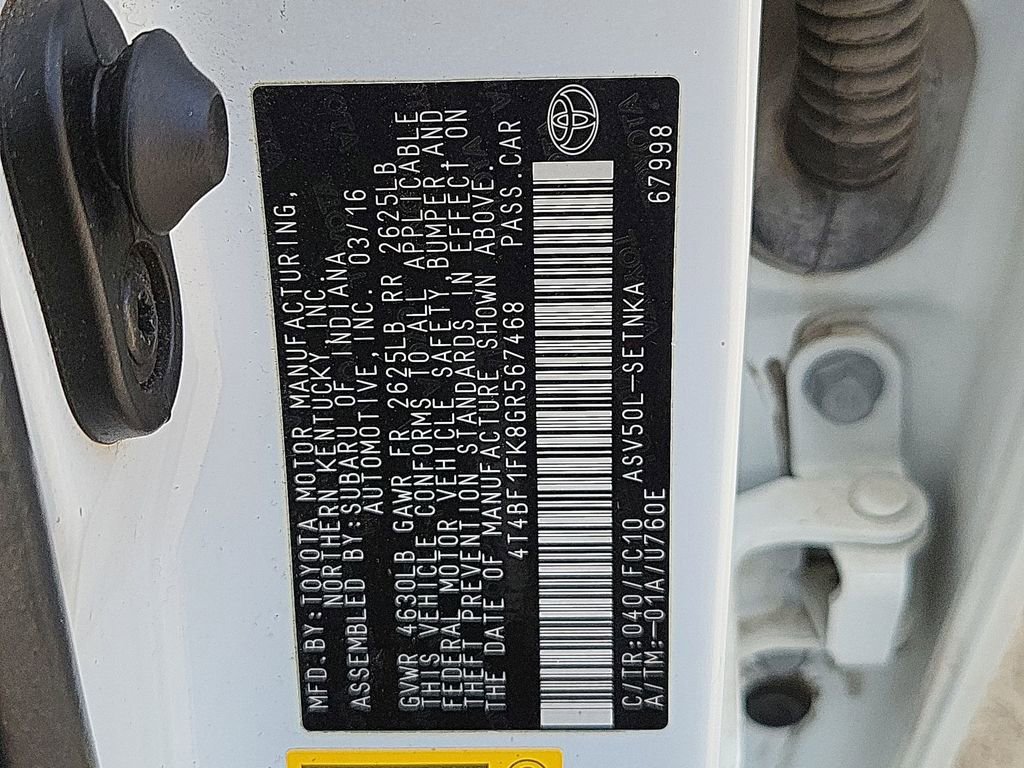 MFD.BY:TOYOTA MOTOR MANUFACTURING,
NORTHERN KENTUCKY INC.
ASSEMBLED BY:SUBARU OF INDIANA
AUTOMOTIVE,INC. 03/16
GVWR 4630LB GAWR FR 2625LB RR 2625LB
THIS VEHICLE CONFORMS TO ALL APPLICABLE
FEDERAL MOTOR VEHICLE SAFETY,BUMPER,AND
THEFT PREVENTION STANDARDS IN EFFECT ON
THE DATE OF MANUFACTURE SHOWN ABOVE.
4T4BF1FK8GR567468 PASS.CAR
C/TR:040/FC10 ASV50L-SETNKA
A/TM:-01A/U760E 67998